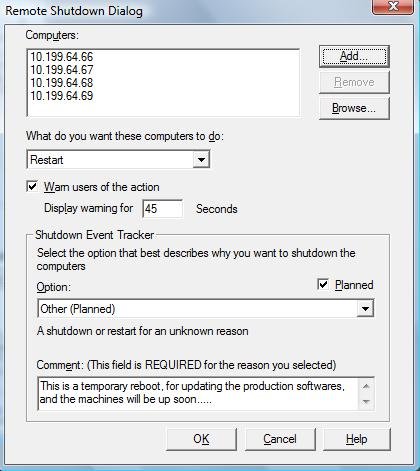 Remote Shutdown Dialog
Computers:
10.199.64.66
10.199.64.67
10.199.64.68
10.199.64.69
Add...
Remove
Browse...
What do you want these computers to do:
Restart
Warn users of the action
Display warning for 45 Seconds
Shutdown Event Tracker
Select the option that best describes why you want to shutdown the
computers
Option:
Planned
Other (Planned)
A shutdown or restart for an unknown reason
Comment: (This field is REQUIRED for the reason you selected)
This is a temporary reboot, for updating the production softwares,
and the machines will be up soon.....
OK Cancel Help